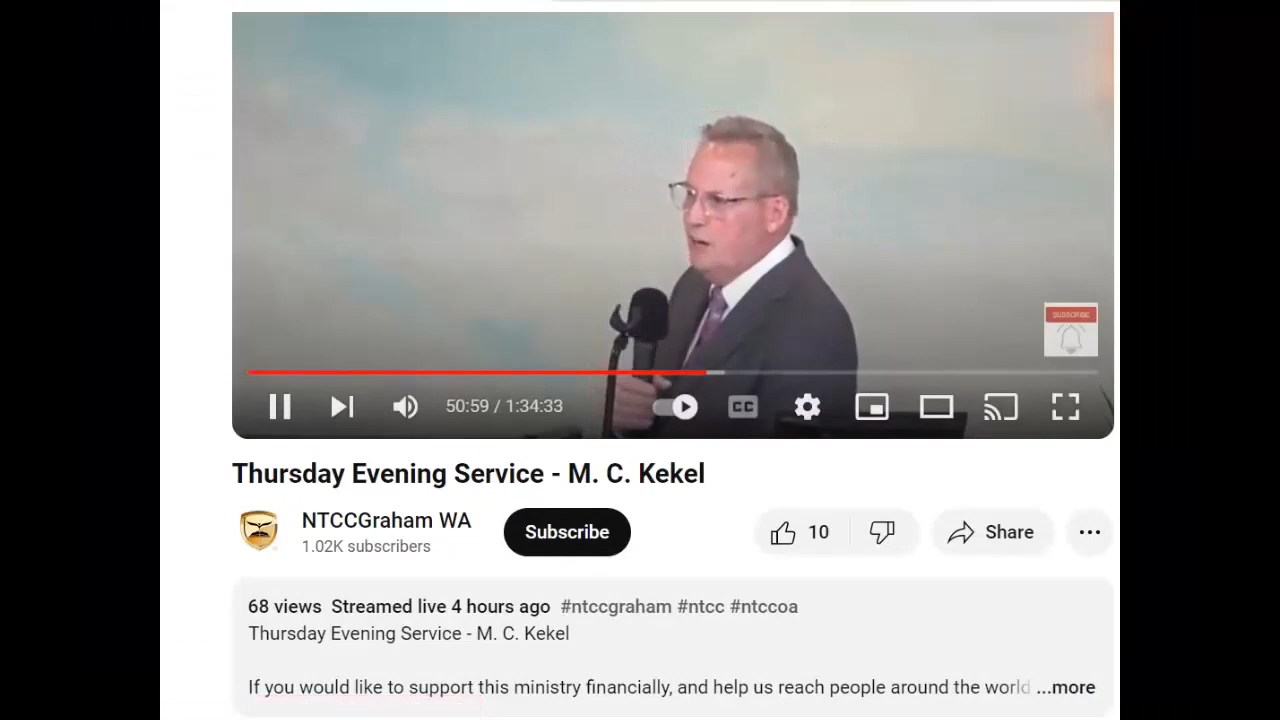 SUBSCRIBE
50:59 / 1:34:33
CC
Thursday Evening Service - M. C. Kekel
NTCCGraham WA
1.02K subscribers
Subscribe
10
Share
68 views Streamed live 4 hours ago #ntccgraham #ntcc #ntccoa
Thursday Evening Service - M. C. Kekel
If you would like to support this ministry financially, and help us reach people around the world ...more